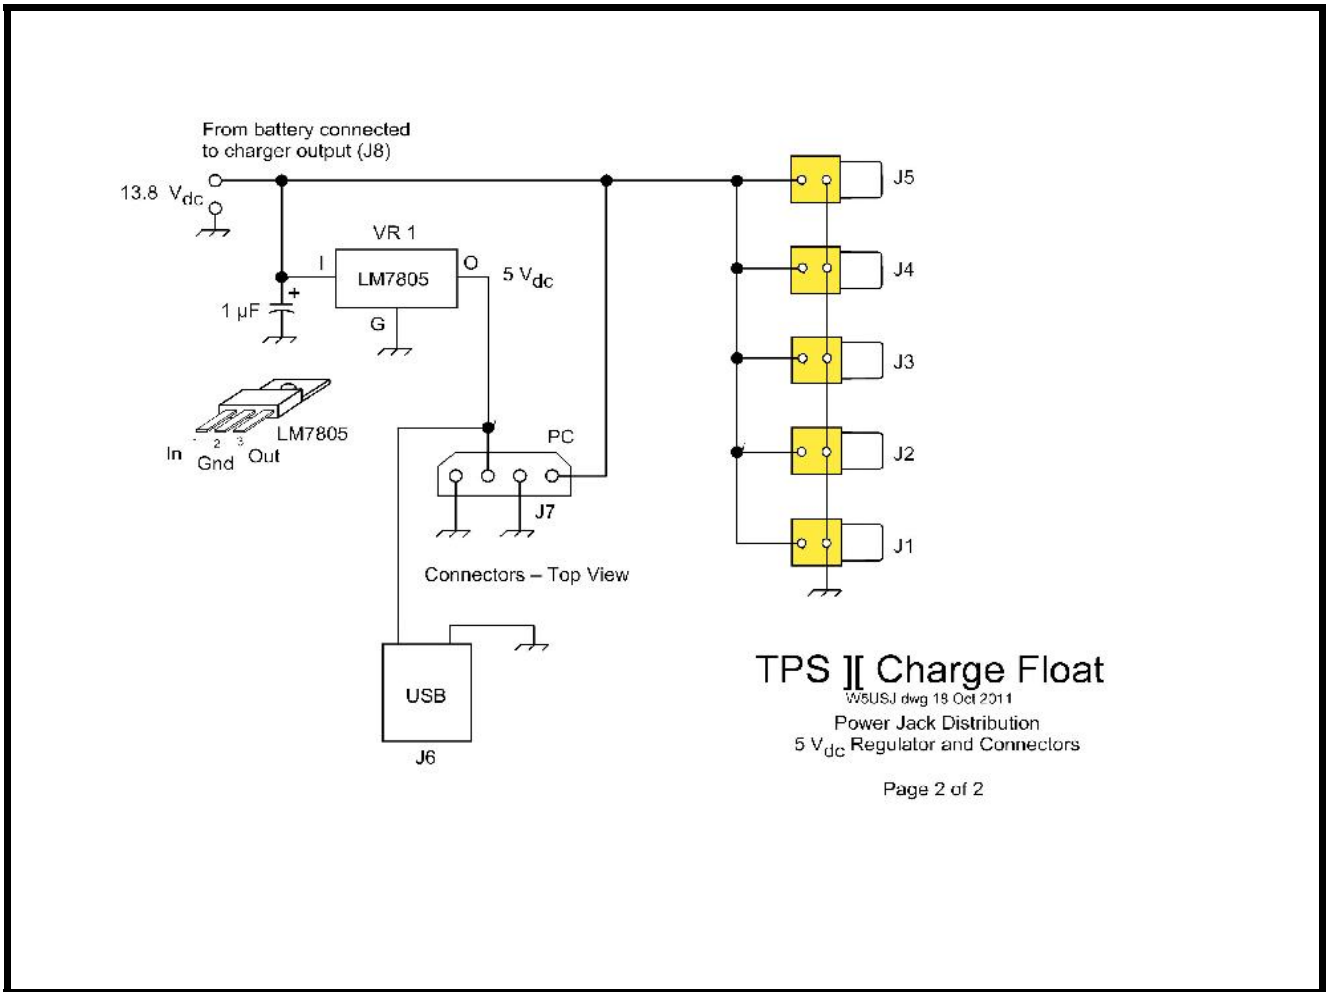 From battery connected
to charger output (J8)
13.8 Vdc
VR 1
I
LM7805
O
5 Vdc
G
+
1 µF
LM7805
1 2 3
In Gnd Out
PC
J7
Connectors – Top View
USB
J6
J5
J4
J3
J2
J1
TPS ][ Charge Float
W5USJ dwg 18 Oct 2011
Power Jack Distribution
5 Vdc Regulator and Connectors
Page 2 of 2